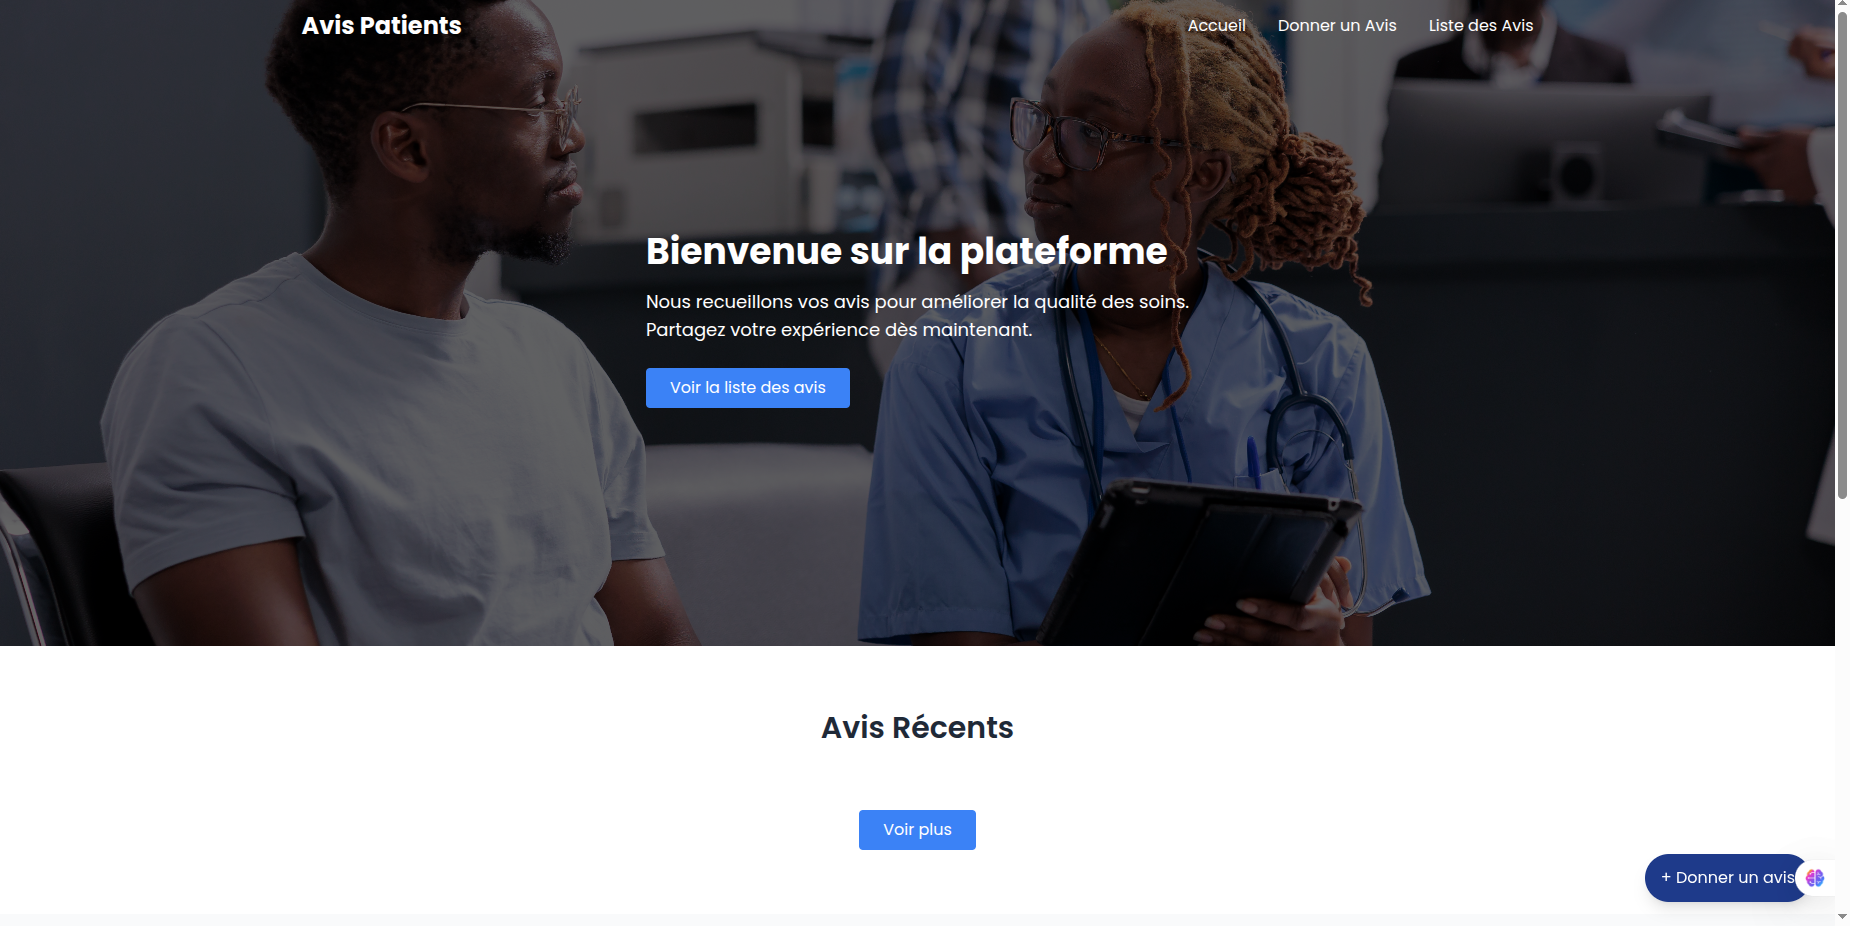 Avis Patients
Accueil
Donner un Avis
Liste des Avis
Bienvenue sur la plateforme
Nous recueillons vos avis pour améliorer la qualité des soins.
Partagez votre expérience dès maintenant.
Voir la liste des avis
Avis Récents
Voir plus
+ Donner un avis